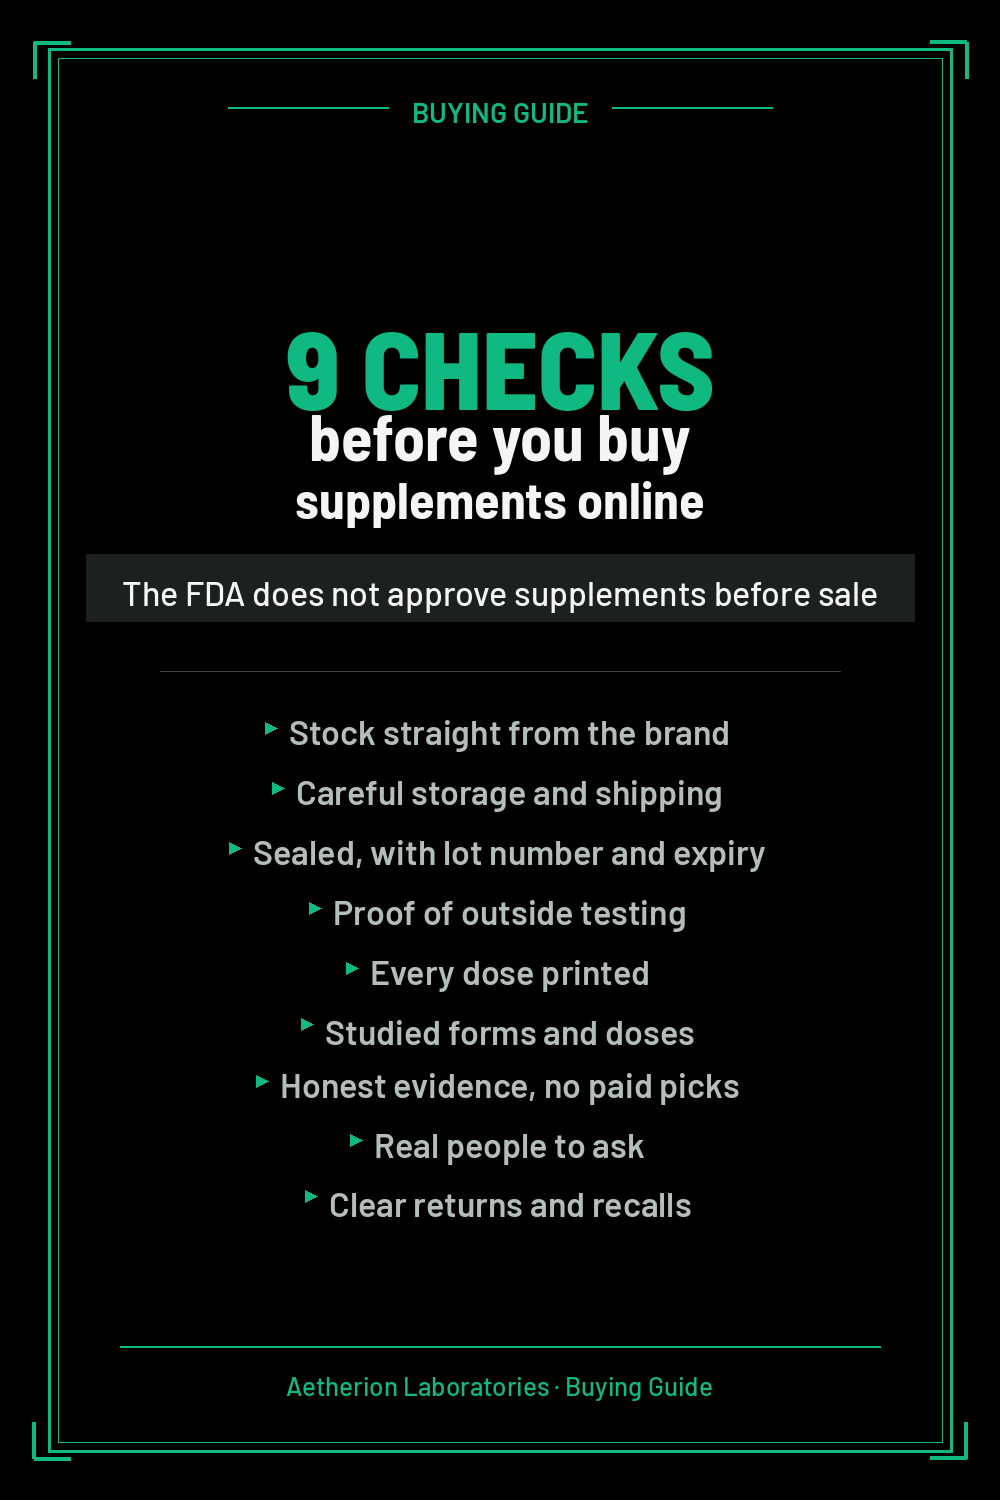 BUYING GUIDE
9 CHECKS
before you buy
supplements online
The FDA does not approve supplements before sale
Stock straight from the brand
Careful storage and shipping
Sealed, with lot number and expiry
Proof of outside testing
Every dose printed
Studied forms and doses
Honest evidence, no paid picks
Real people to ask
Clear returns and recalls
Aetherion Laboratories · Buying Guide